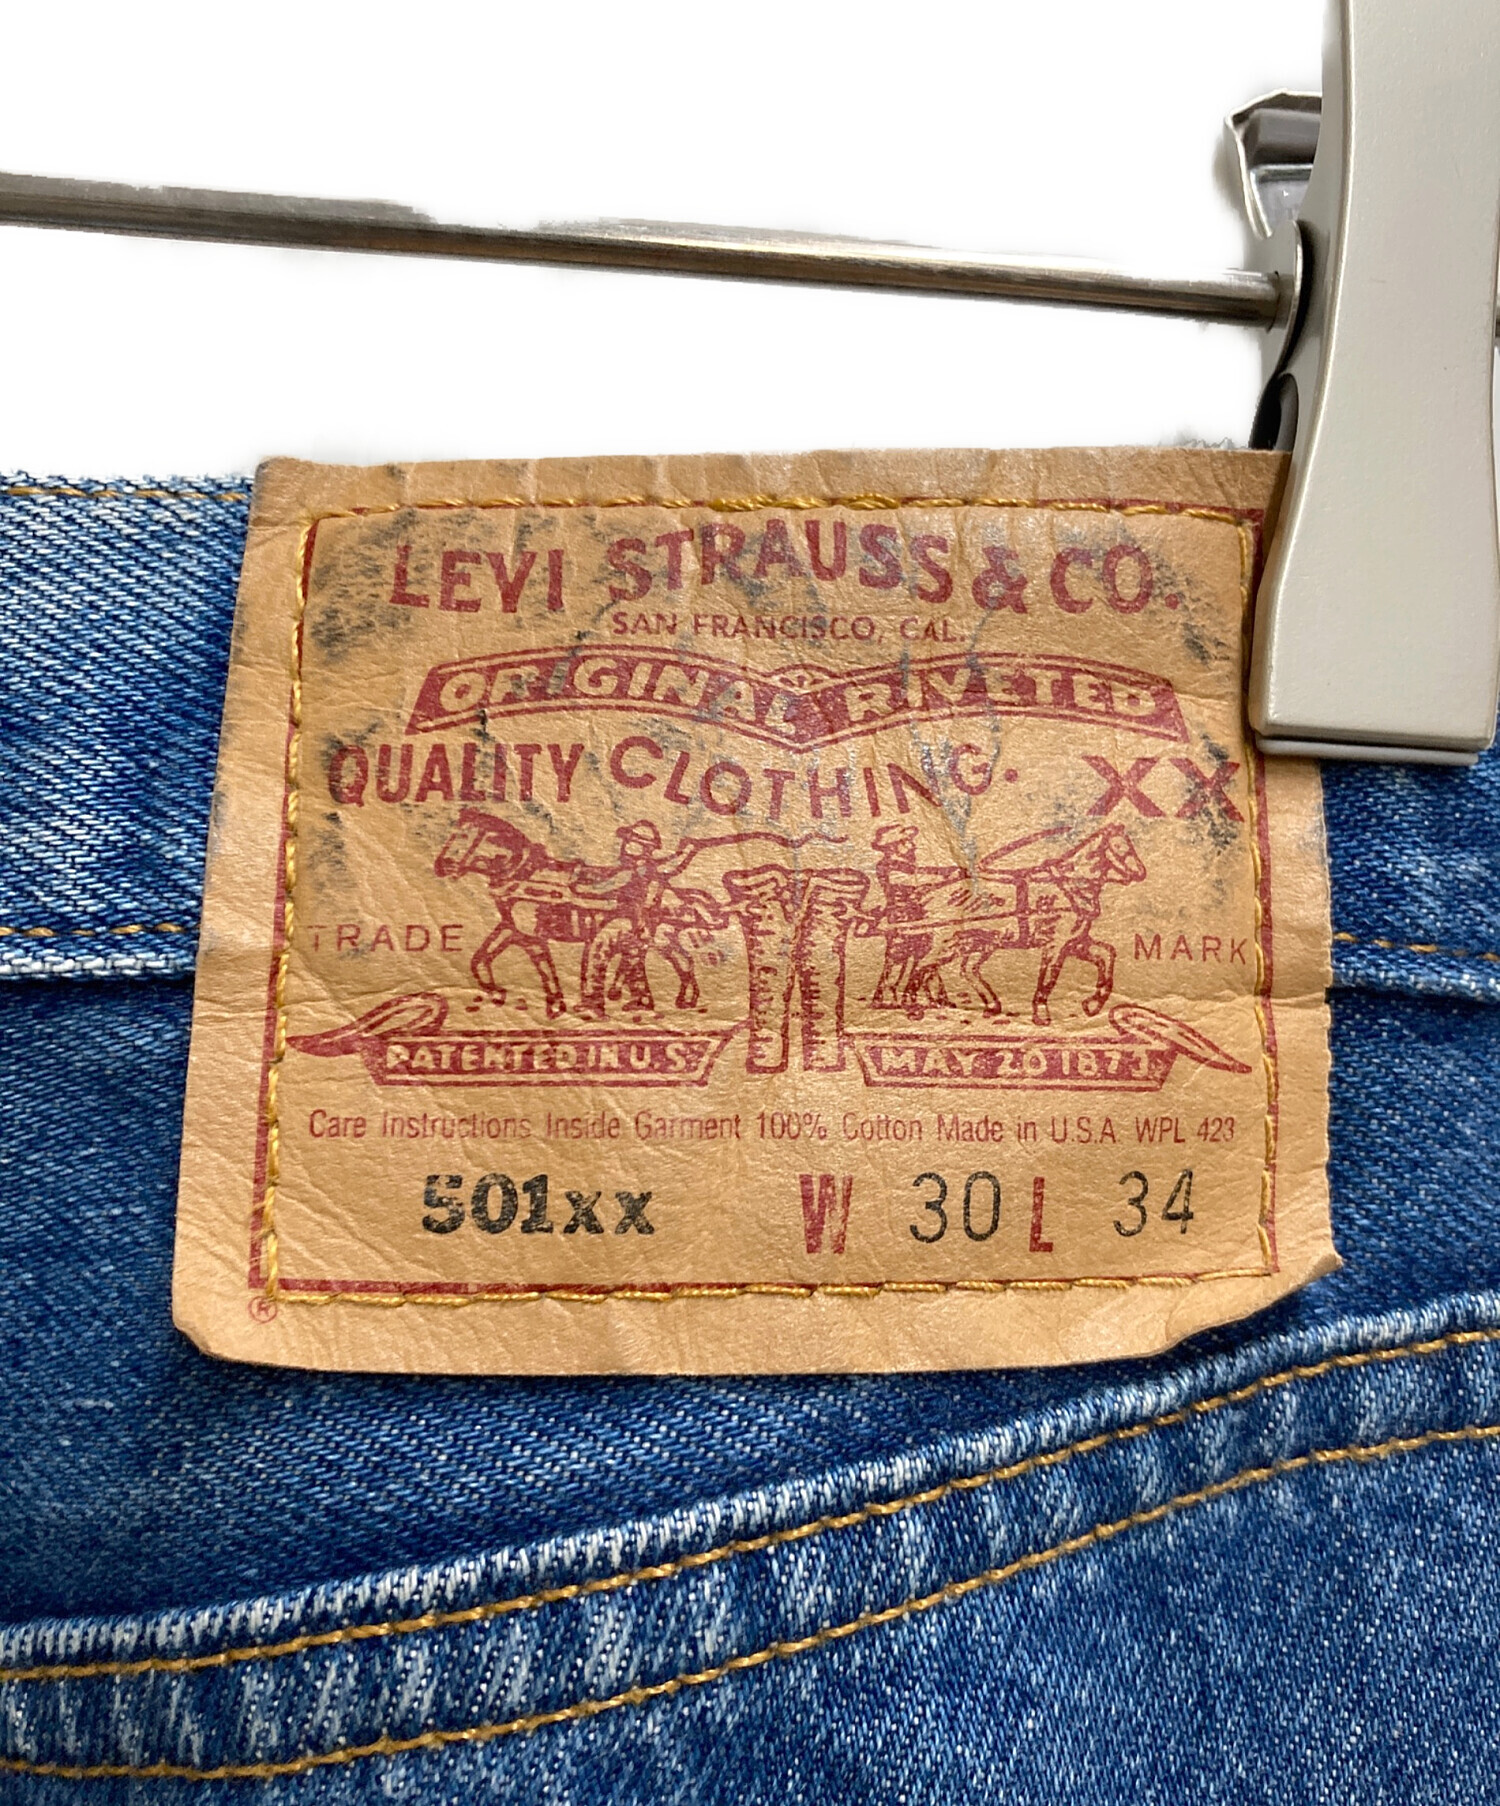 LEVI STRAUSS & CO.
SAN FRANCISCO, CAL.
ORIGINAL RIVETED
QUALITY CLOTHING. XX
TRADE MARK
PATENTED IN U.S. MAY 20 1873
Care Instructions Inside Garment 100% Cotton Made in U.S.A. WPL 423
501xx W 30 L 34
®